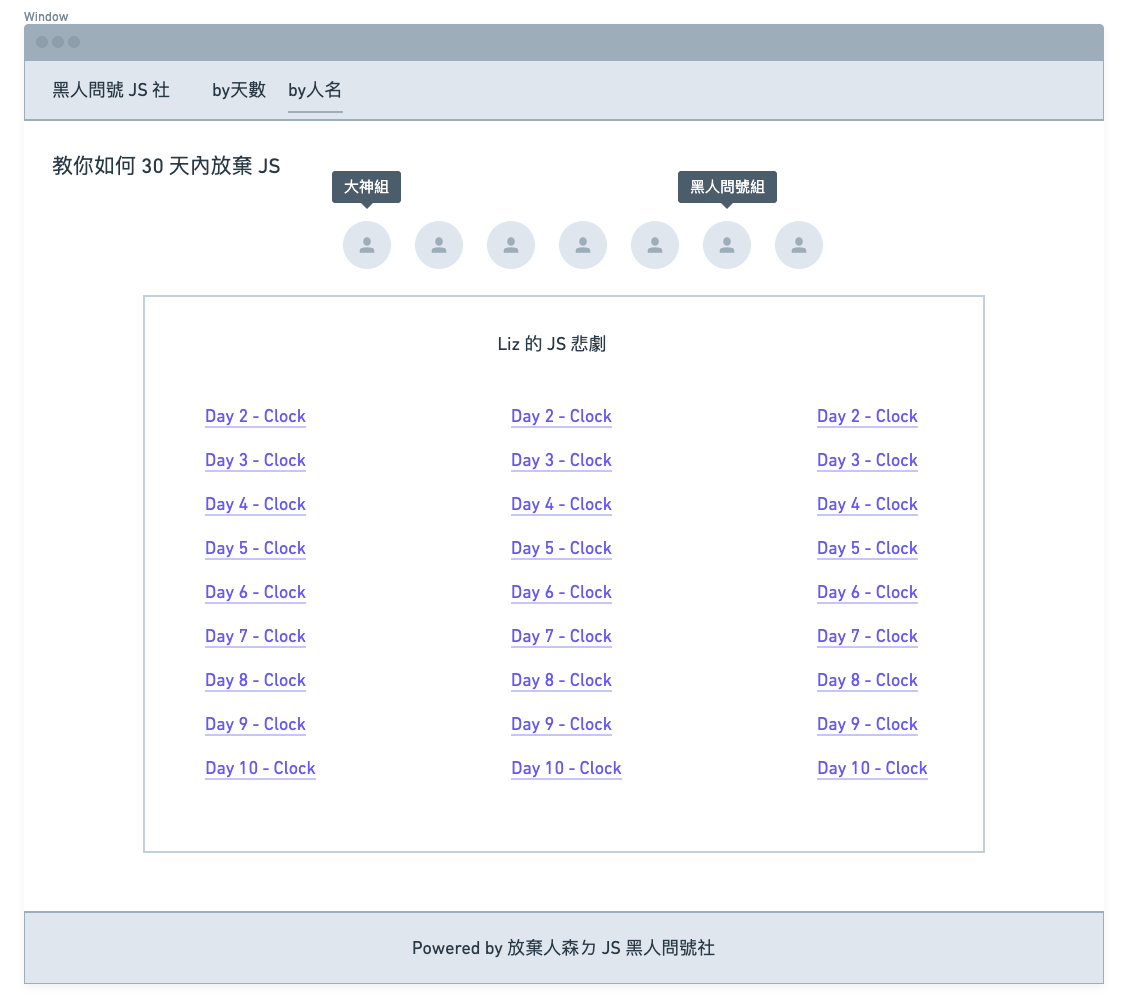 Window
黑人問號 JS 社 by天數 by人名
教你如何 30 天內放棄 JS
大神組 黑人問號組
Liz 的 JS 悲劇
Day 2 - Clock Day 2 - Clock Day 2 - Clock
Day 3 - Clock Day 3 - Clock Day 3 - Clock
Day 4 - Clock Day 4 - Clock Day 4 - Clock
Day 5 - Clock Day 5 - Clock Day 5 - Clock
Day 6 - Clock Day 6 - Clock Day 6 - Clock
Day 7 - Clock Day 7 - Clock Day 7 - Clock
Day 8 - Clock Day 8 - Clock Day 8 - Clock
Day 9 - Clock Day 9 - Clock Day 9 - Clock
Day 10 - Clock Day 10 - Clock Day 10 - Clock
Powered by 放棄人森ㄉ JS 黑人問號社